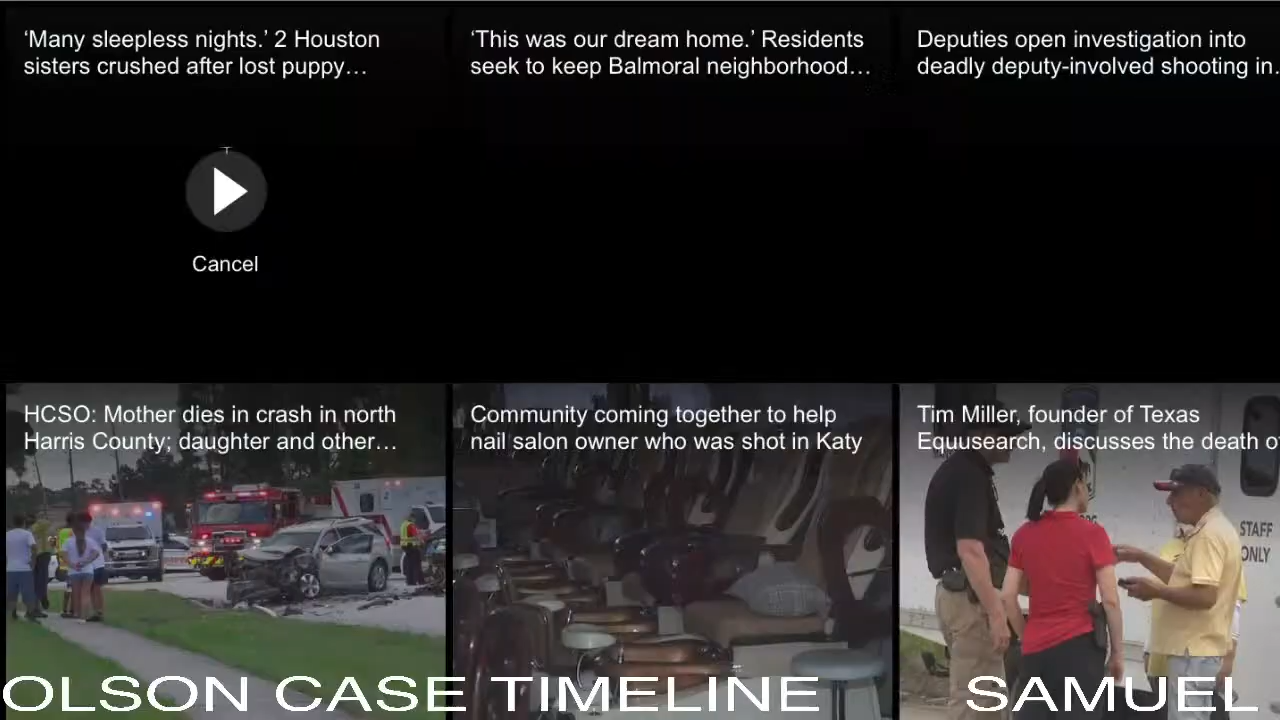 ‘Many sleepless nights.’ 2 Houston
sisters crushed after lost puppy…
‘This was our dream home.’ Residents
seek to keep Balmoral neighborhood…
Deputies open investigation into
deadly deputy-involved shooting in
Cancel
HCSO: Mother dies in crash in north
Harris County; daughter and other…
Community coming together to help
nail salon owner who was shot in Katy
Tim Miller, founder of Texas
Equusearch, discusses the death of
STAFF
ONLY
OLSON CASE TIMELINE SAMUEL